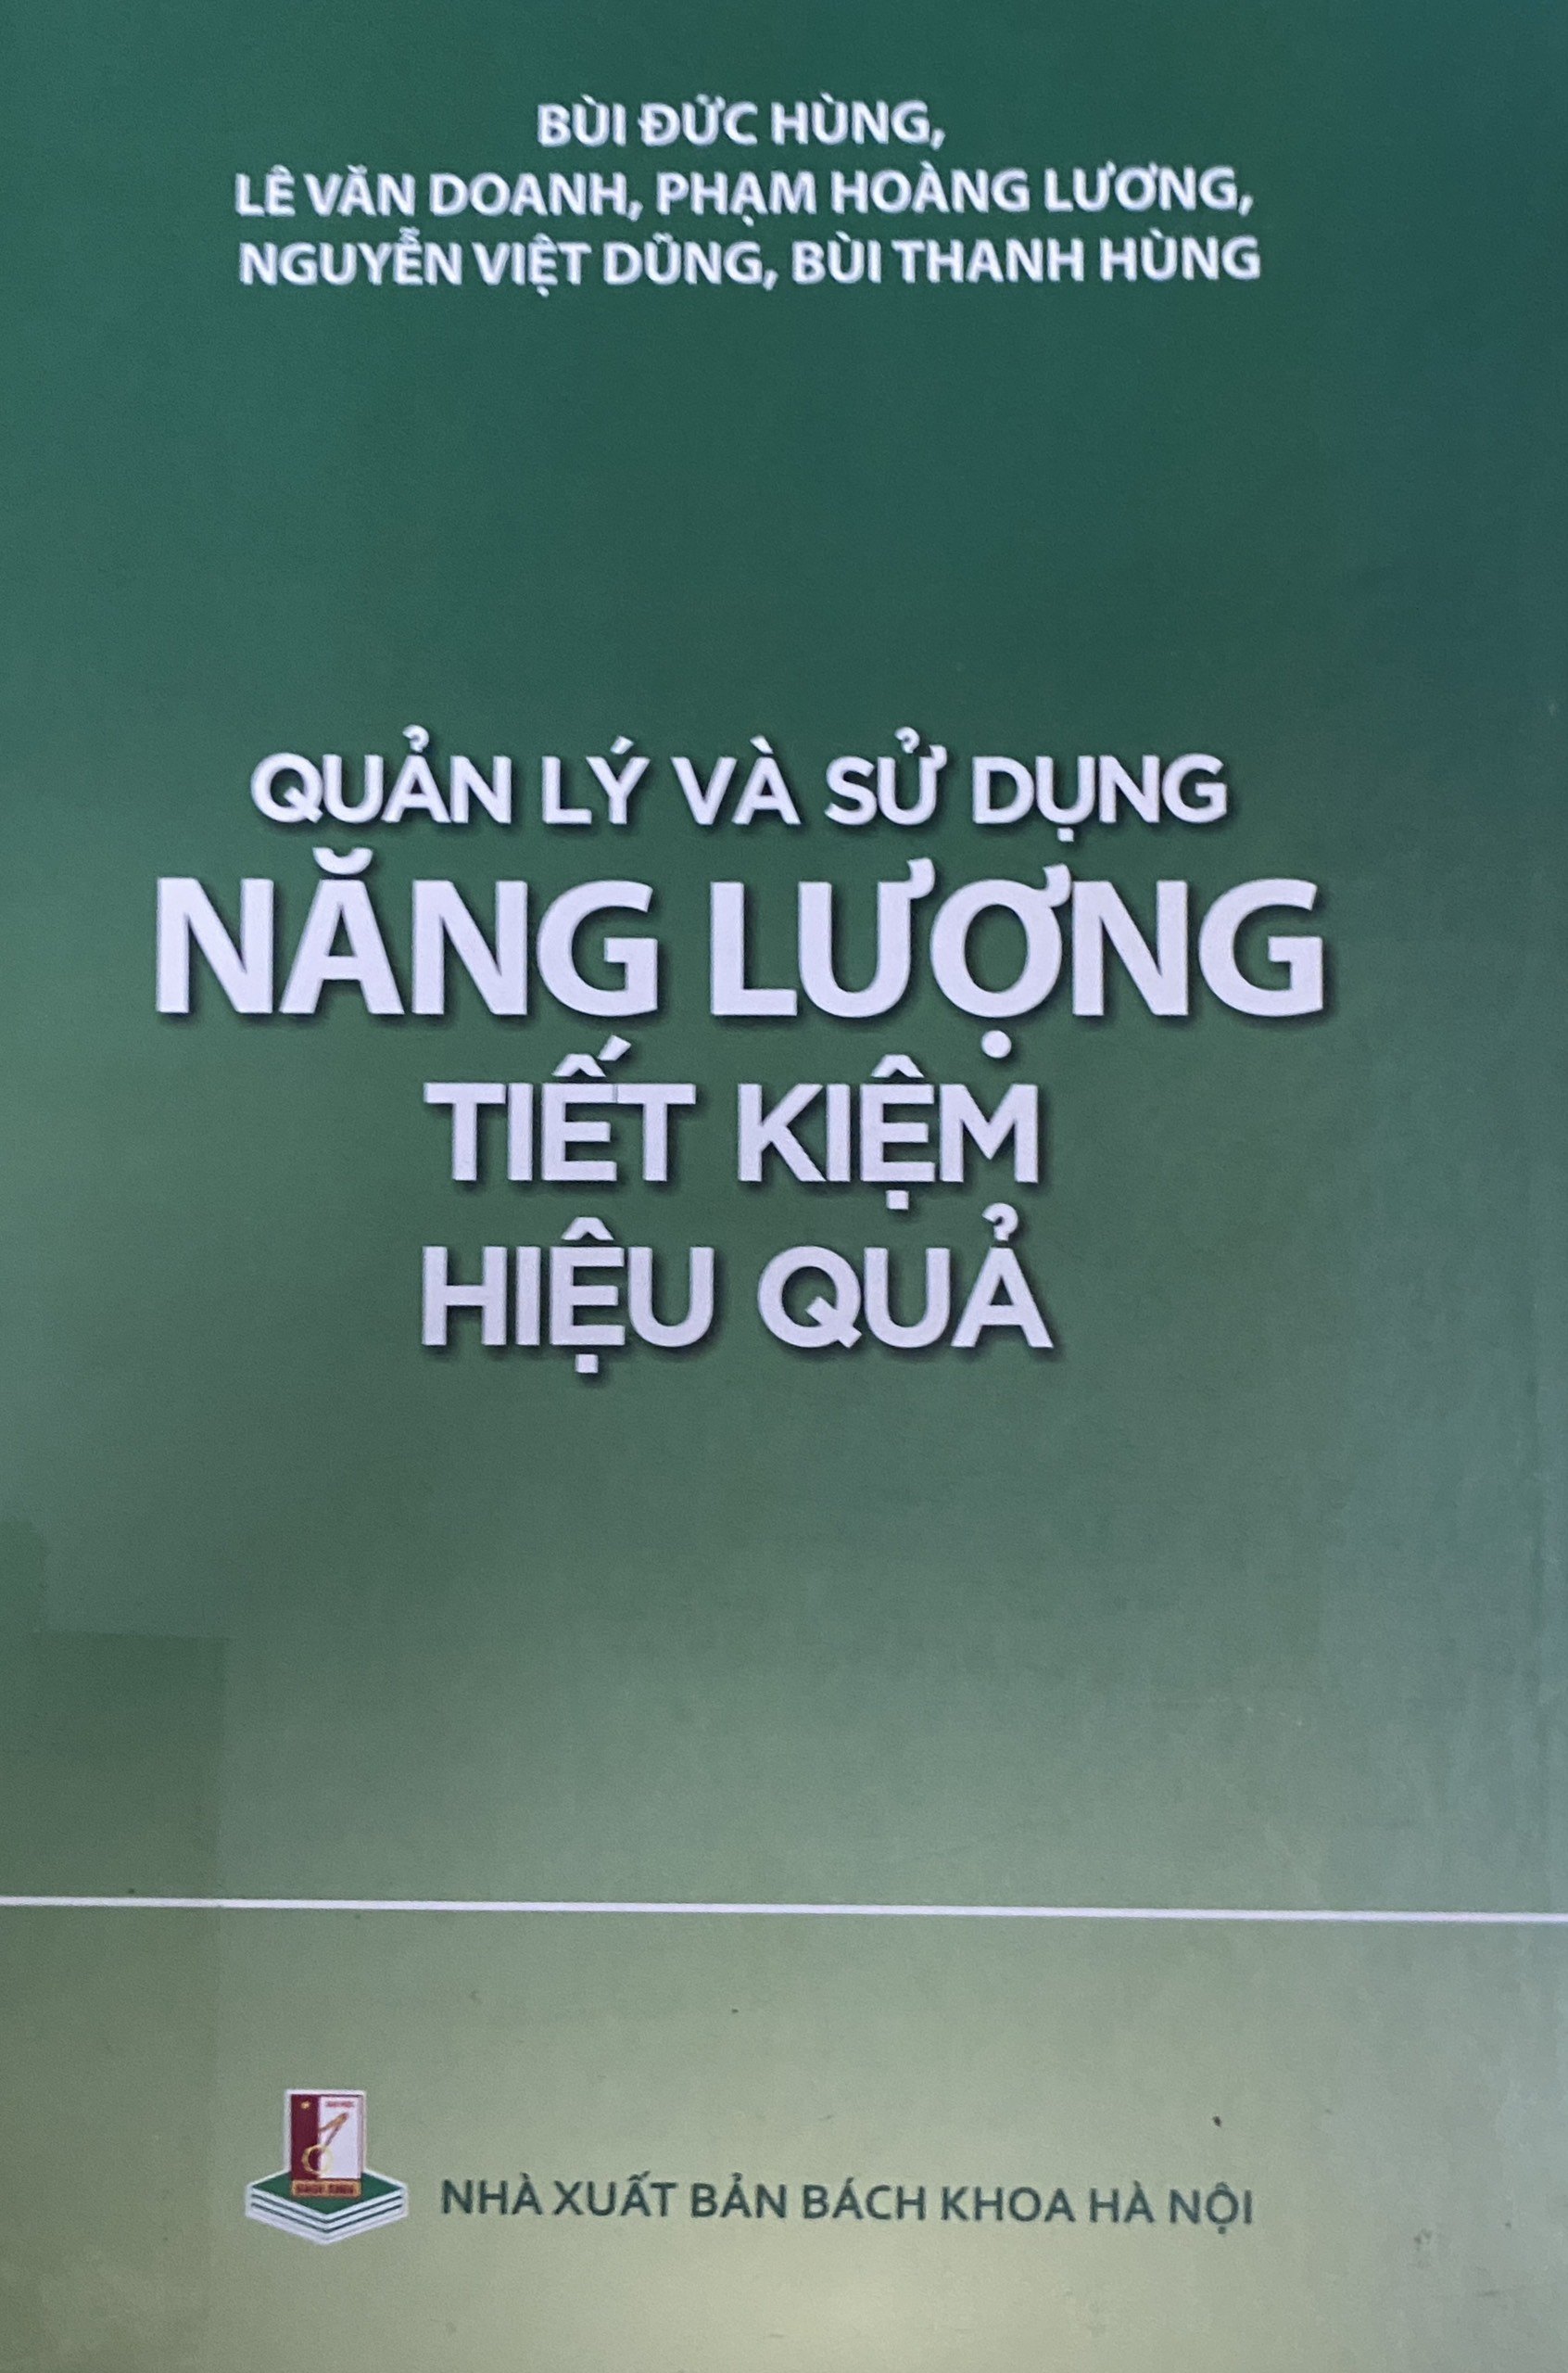 BÙI ĐỨC HÙNG,
LÊ VĂN DOANH, PHẠM HOÀNG LƯƠNG,
NGUYỄN VIỆT DŨNG, BÙI THANH HÙNG
QUẢN LÝ VÀ SỬ DỤNG
NĂNG LƯỢNG
TIẾT KIỆM
HIỆU QUẢ
NHÀ XUẤT BẢN BÁCH KHOA HÀ NỘI